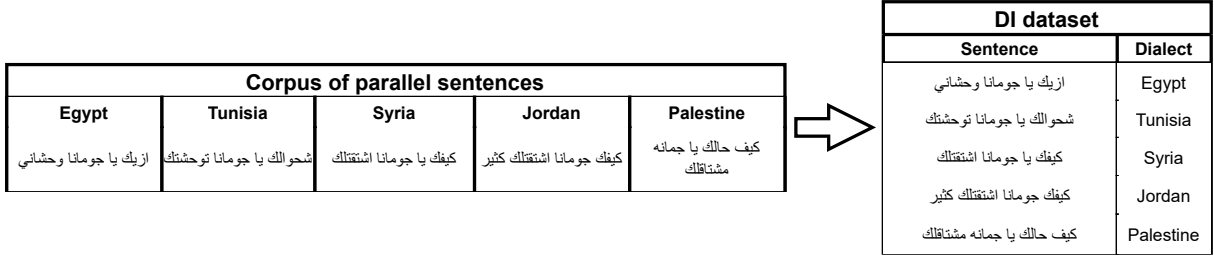 Corpus of parallel sentences
Egypt Tunisia Syria Jordan Palestine
ازيك يا جومانا وحشاني
شحوالك يا جومانا توحشتك
كيفك يا جومانا اشتقتلك
كيفك جومانا اشتقتلك كثير
كيف حالك يا جمانه
مشتاقلك
DI dataset
Sentence Dialect
ازيك يا جومانا وحشاني Egypt
شحوالك يا جومانا توحشتك Tunisia
كيفك يا جومانا اشتقتلك Syria
كيفك جومانا اشتقتلك كثير Jordan
كيف حالك يا جمانه مشتاقلك Palestine